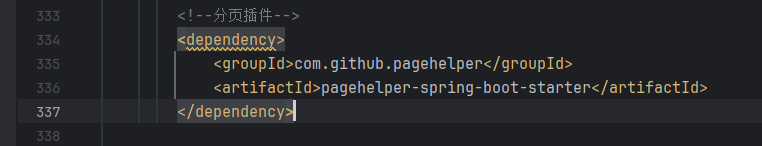 333 <!--分页插件-->
334 <dependency>
335 <groupId>com.github.pagehelper</groupId>
336 <artifactId>pagehelper-spring-boot-starter</artifactId>
337 </dependency>
338